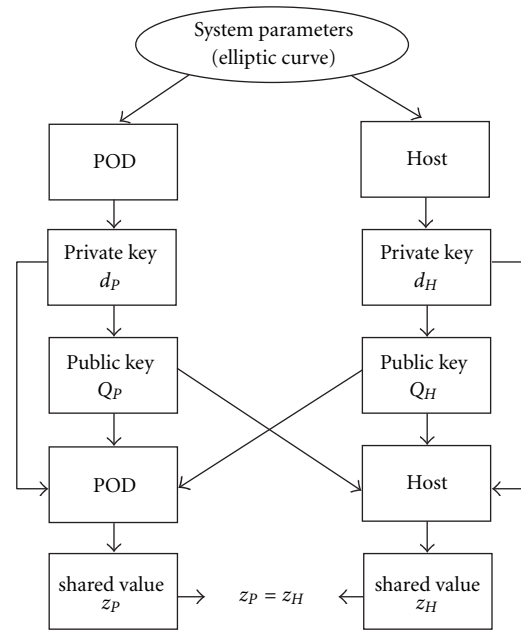 System parameters
(elliptic curve)
POD
Host
Private key
d_P
Private key
d_H
Public key
Q_P
Public key
Q_H
POD
Host
shared value
z_P
z_P = z_H
shared value
z_H